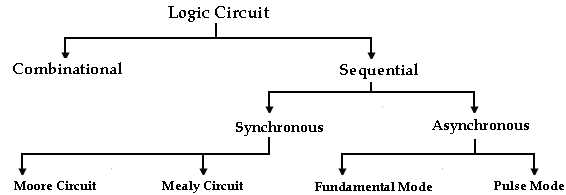 Logic Circuit
Combinational
Sequential
Synchronous
Asynchronous
Moore Circuit
Mealy Circuit
Fundamental Mode
Pulse Mode